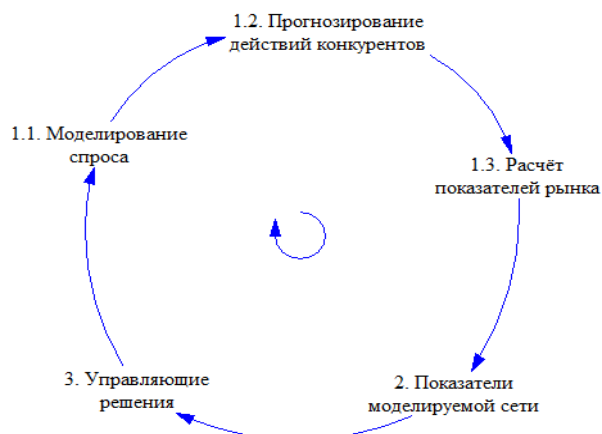 1.2. Прогнозирование
действий конкурентов
1.1. Моделирование
спроса
1.3. Расчёт
показателей рынка
3. Управляющие
решения
2. Показатели
моделируемой сети